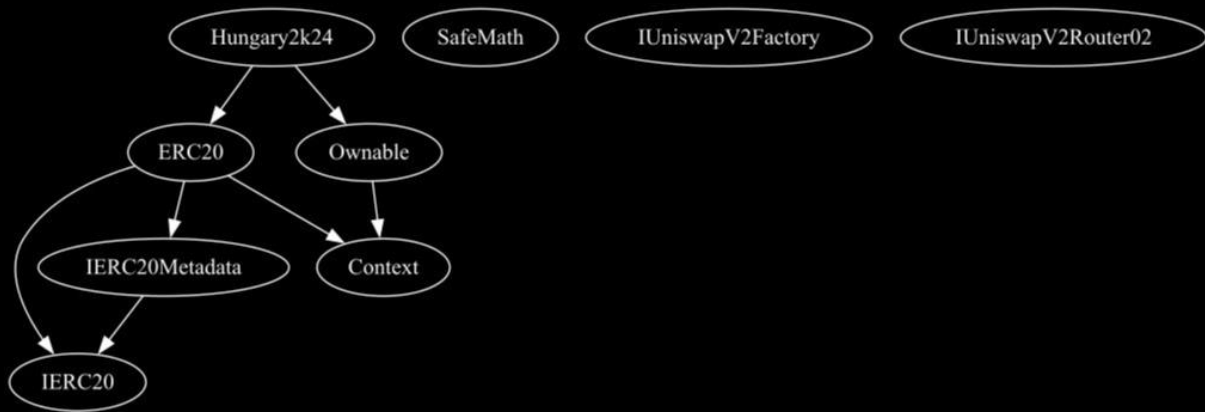 Hungary2k24
SafeMath
IUniswapV2Factory
IUniswapV2Router02
ERC20
Ownable
IERC20Metadata
Context
IERC20